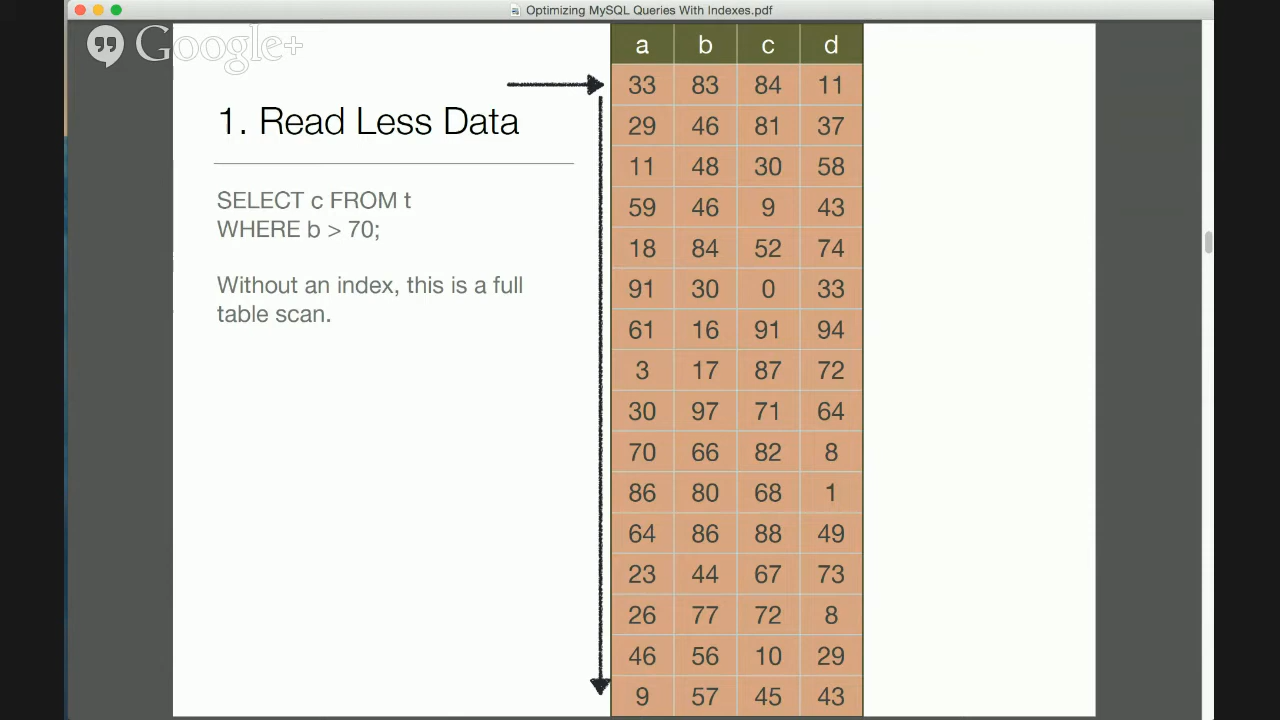 Optimizing MySQL Queries With Indexes.pdf
Google+
1. Read Less Data
SELECT c FROM t
WHERE b > 70;
Without an index, this is a full
table scan.
a b c d
33 83 84 11
29 46 81 37
11 48 30 58
59 46 9 43
18 84 52 74
91 30 0 33
61 16 91 94
3 17 87 72
30 97 71 64
70 66 82 8
86 80 68 1
64 86 88 49
23 44 67 73
26 77 72 8
46 56 10 29
9 57 45 43